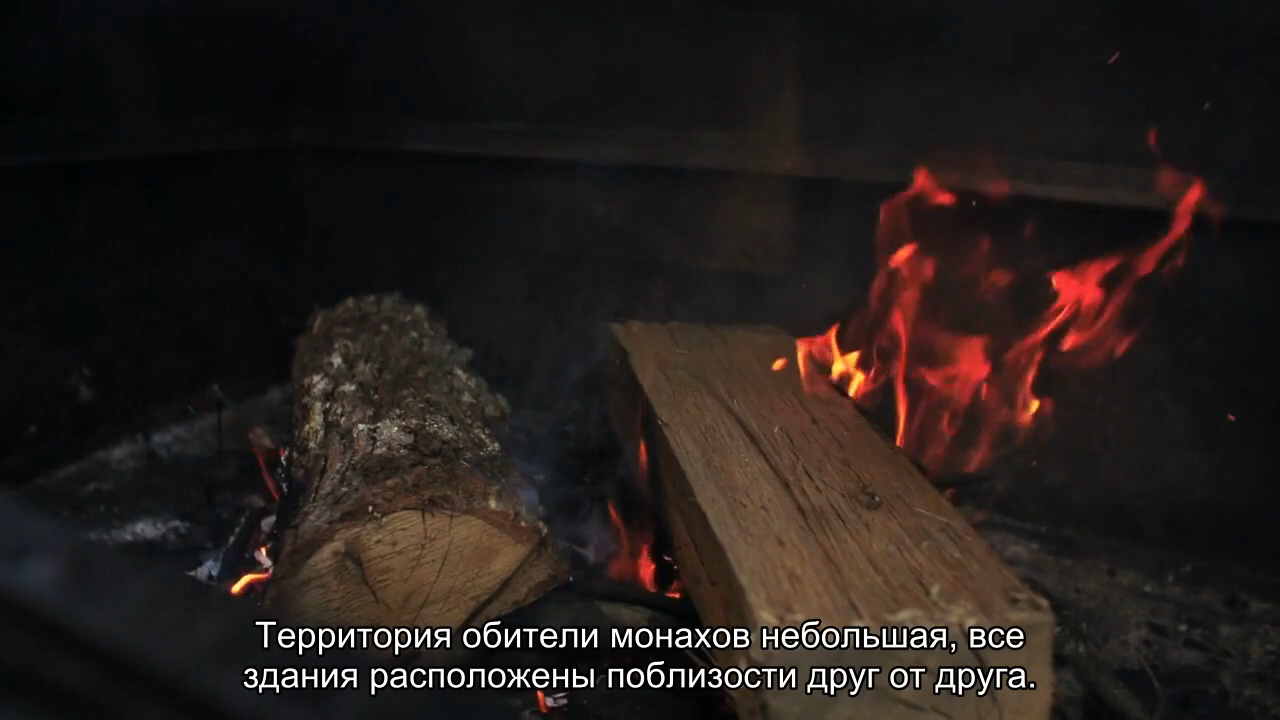 Территория обители монахов небольшая, все
здания расположены поблизости друг от друга.